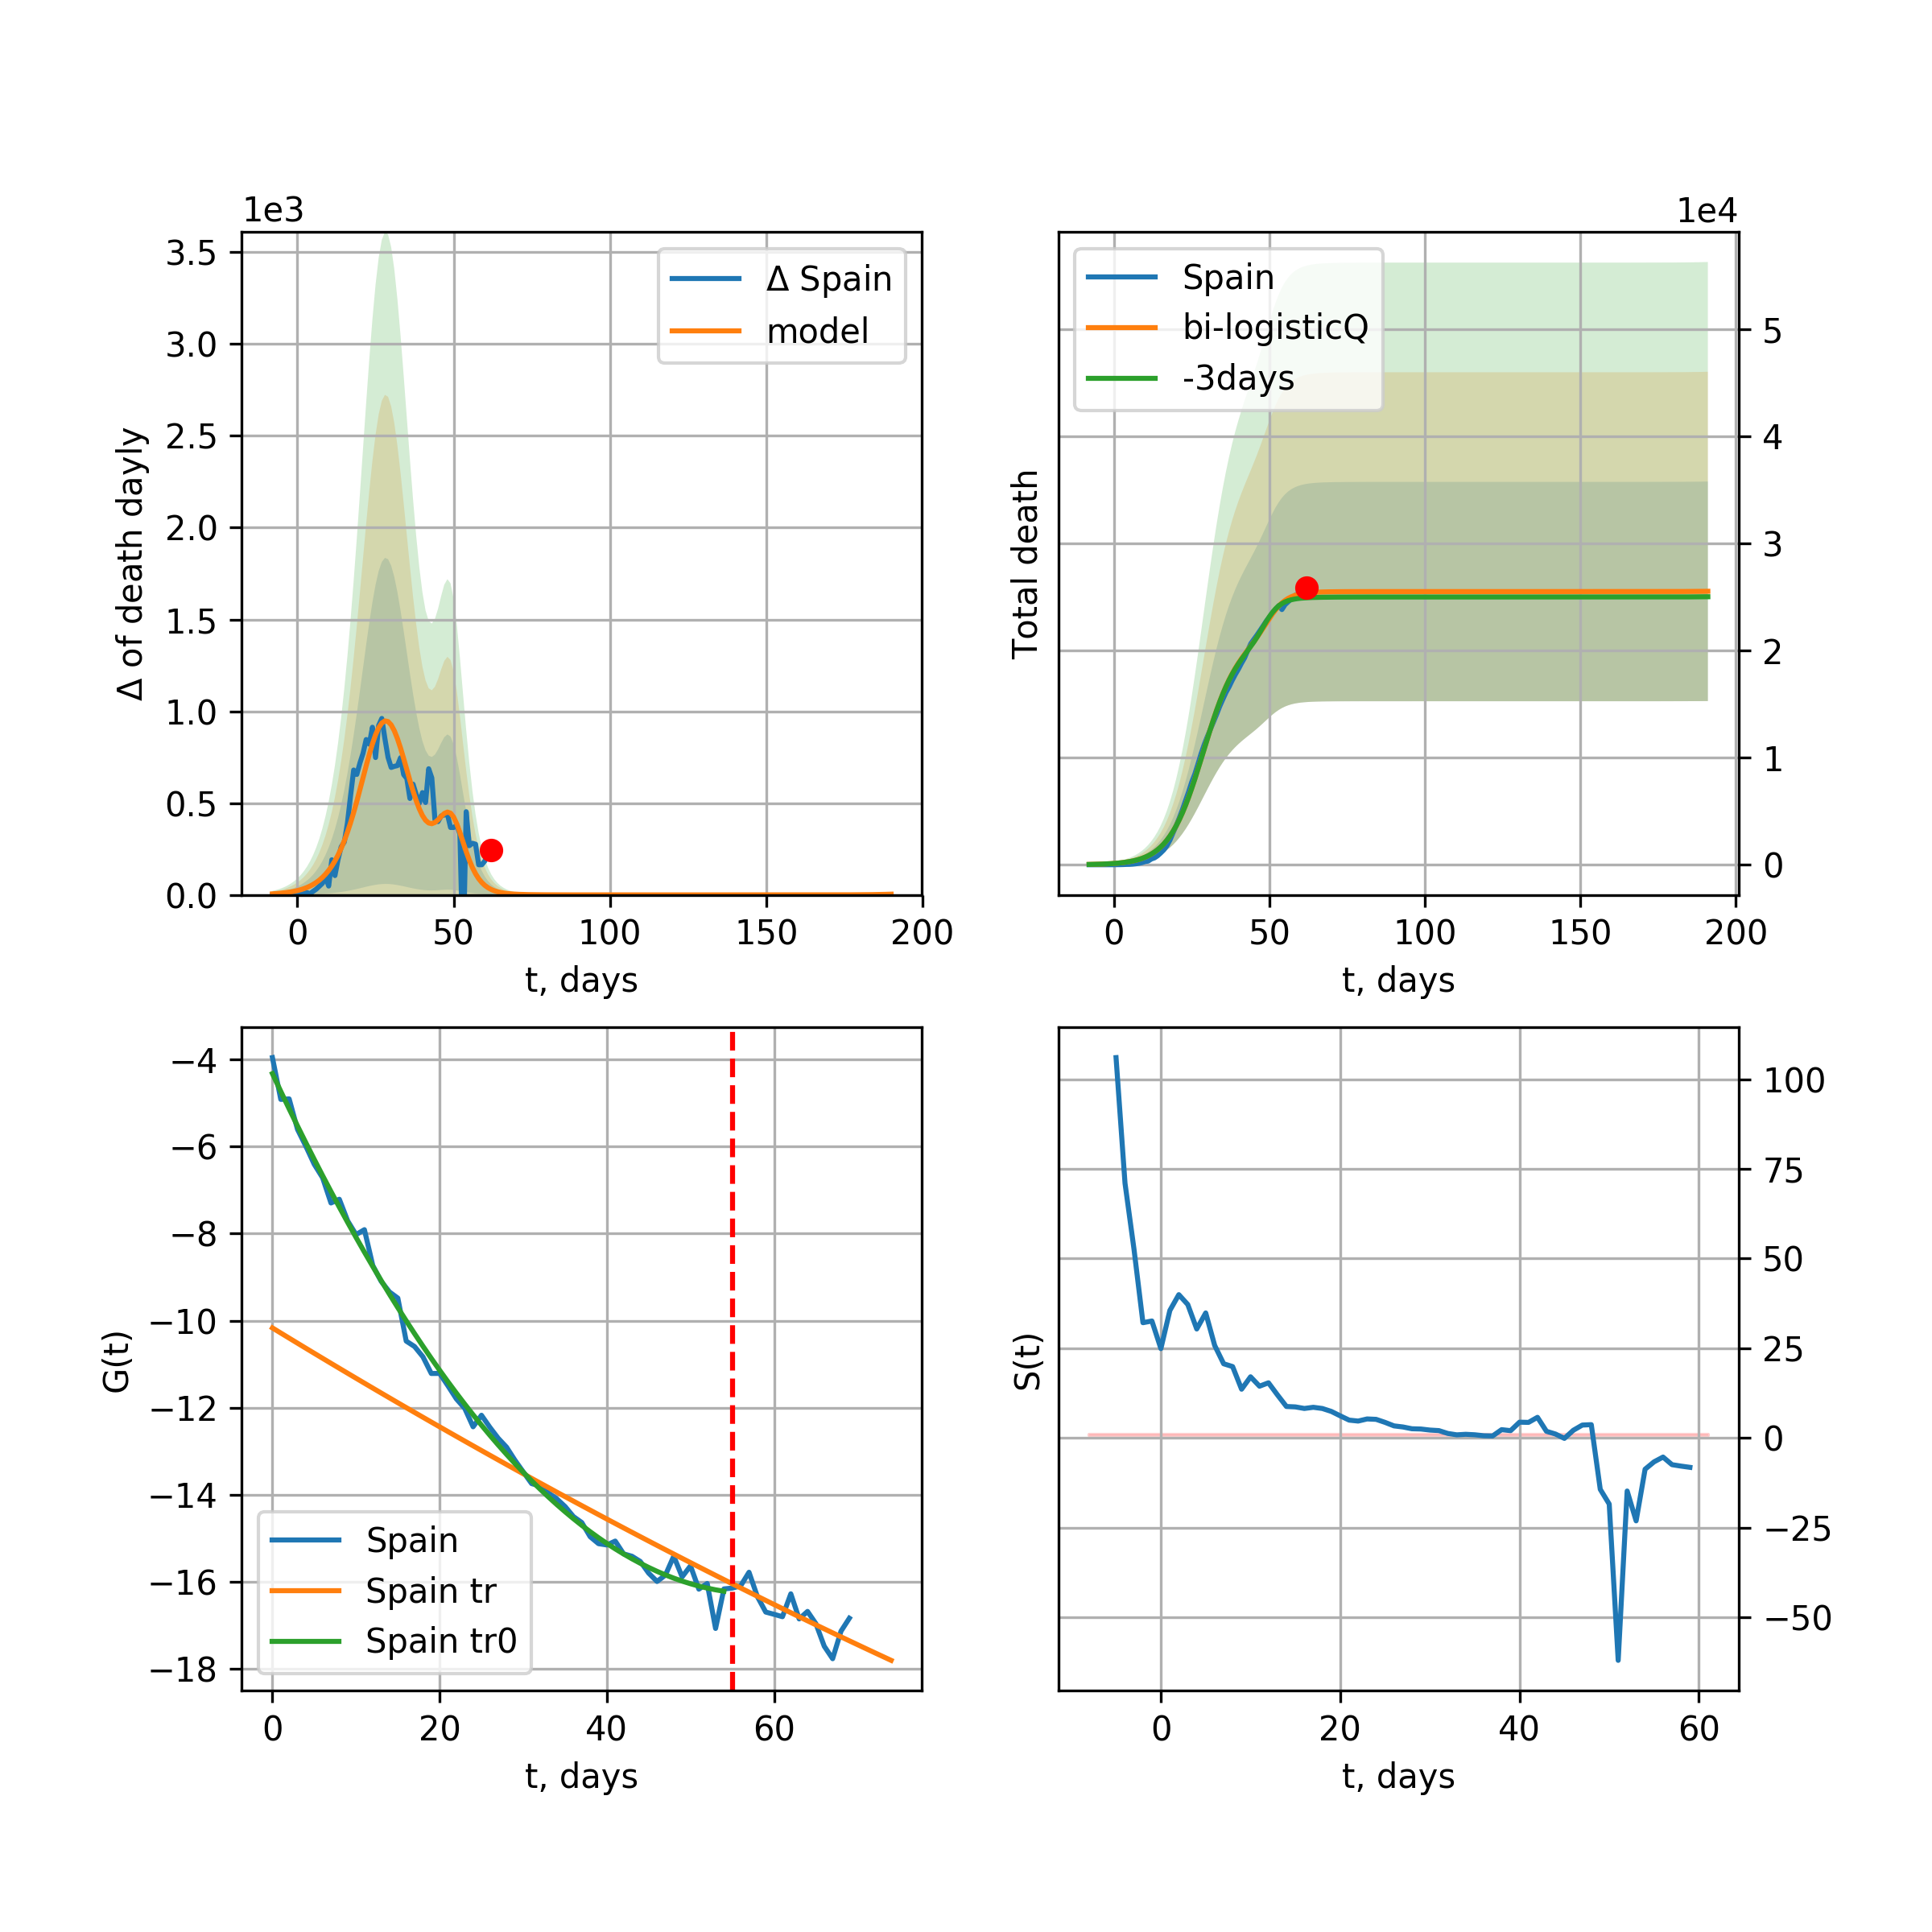 1e3
3.5
3.0
2.5
2.0
1.5
1.0
0.5
0.0
Δ of death dayly
Δ Spain
model
0 50 100 150 200
t, days
1e4
Total death
Spain
bi-logisticQ
-3days
5
4
3
2
1
0
0 50 100 150 200
t, days
−4
−6
−8
−10
−12
−14
−16
−18
G(t)
Spain
Spain tr
Spain tr0
0 20 40 60
t, days
S(t)
100
75
50
25
0
−25
−50
0 20 40 60
t, days